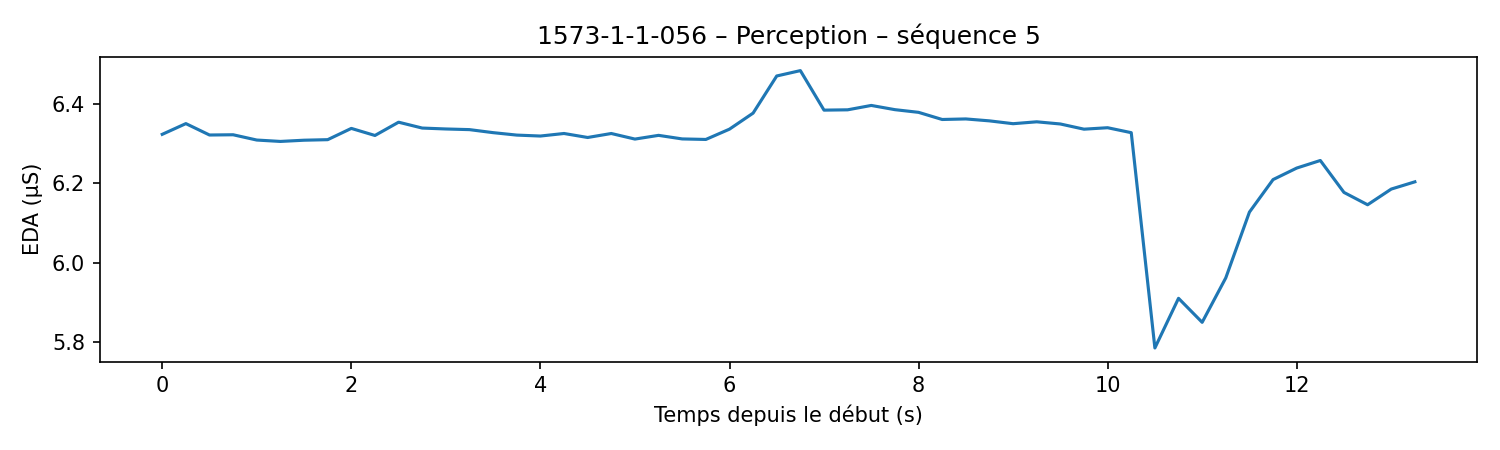 1573-1-1-056 – Perception – séquence 5
EDA (µS)
6.4
6.2
6.0
5.8
0 2 4 6 8 10 12
Temps depuis le début (s)